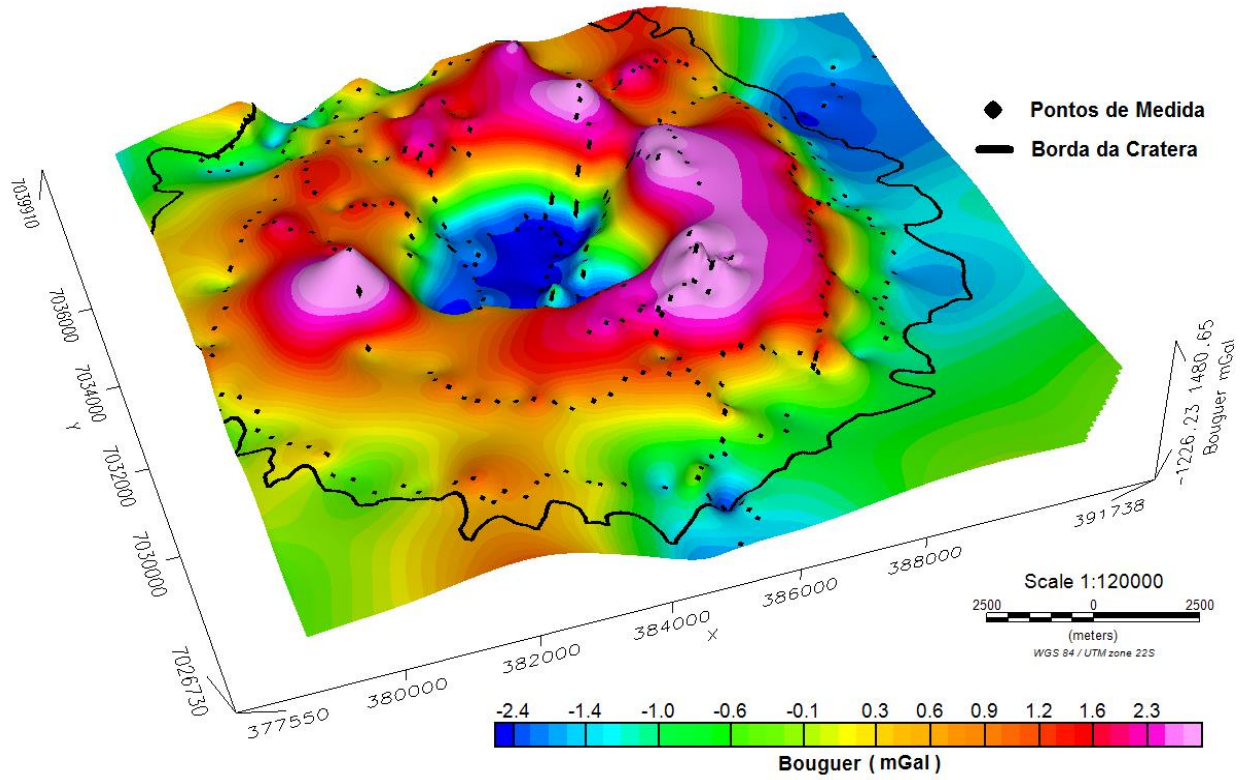 Pontos de Medida
Borda da Cratera
7039910
7036000
7034000
Y
7032000
7030000
7026730
377550
380000
382000
384000
X
386000
388000
391738
-1226.23 1480.65
Bouguer mGal
Scale 1:120000
2500 0 2500
(meters)
WGS 84 / UTM zone 22S
-2.4 -1.4 -1.0 -0.6 -0.1 0.3 0.6 0.9 1.2 1.6 2.3
Bouguer ( mGal )